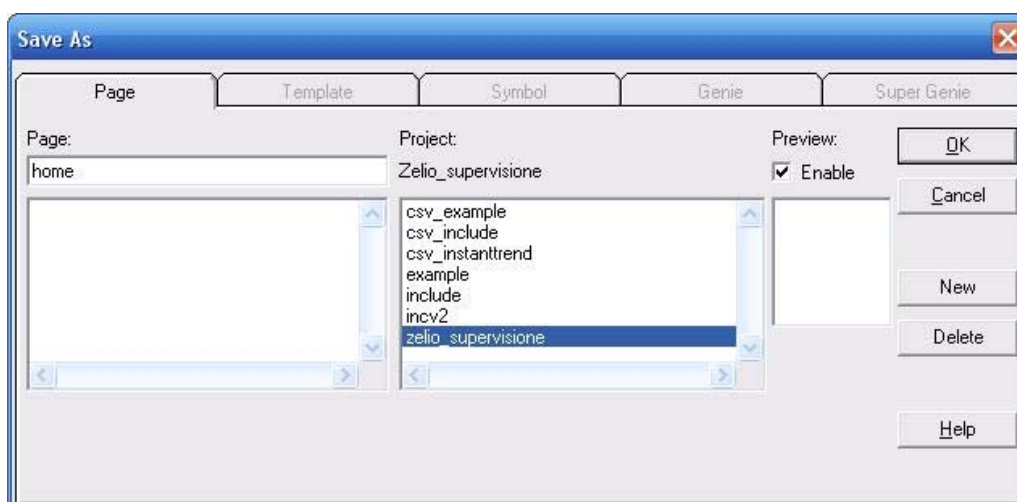 Save As
Page Template Symbol Genie Super Genie
Page: Project: Preview:
home Zelio_supervisione Enable
csv_example
csv_include
csv_instanttrend
example
include
incv2
zelio_supervisione
OK
Cancel
New
Delete
Help